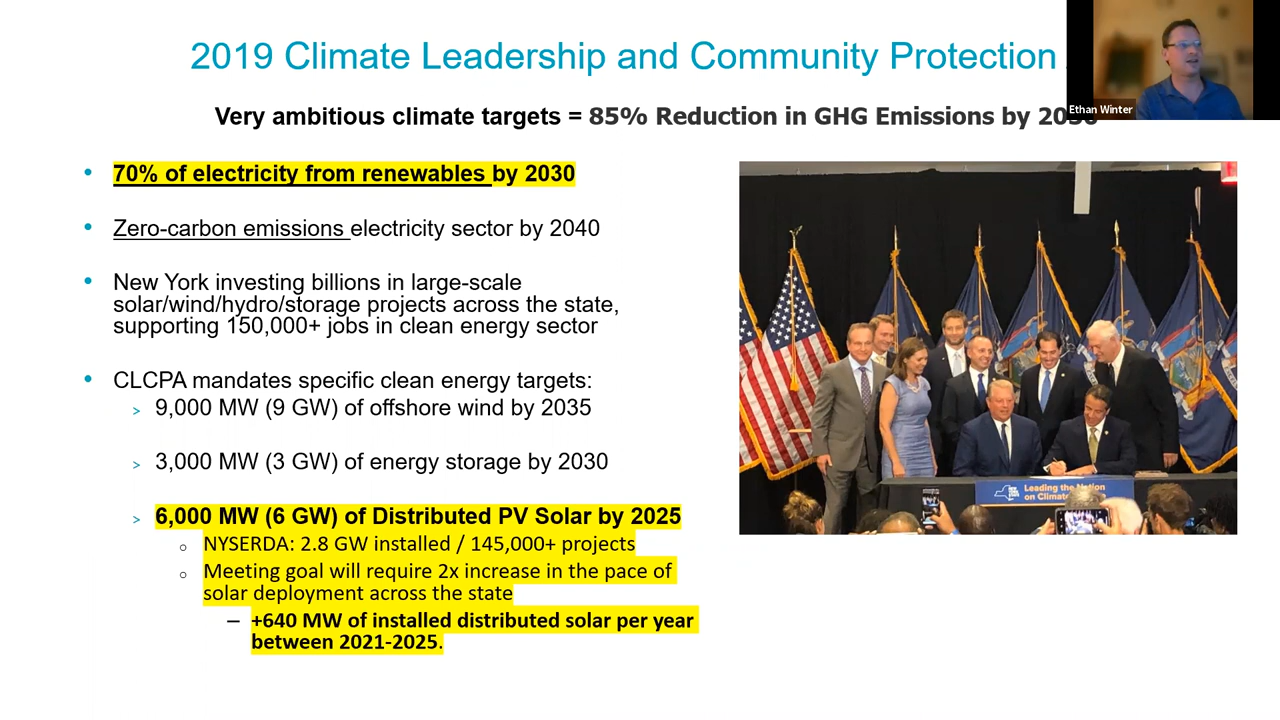 2019 Climate Leadership and Community Protection
Ethan Winter
Very ambitious climate targets = 85% Reduction in GHG Emissions by
• 70% of electricity from renewables by 2030
• Zero-carbon emissions electricity sector by 2040
• New York investing billions in large-scale
solar/wind/hydro/storage projects across the state,
supporting 150,000+ jobs in clean energy sector
• CLCPA mandates specific clean energy targets:
> 9,000 MW (9 GW) of offshore wind by 2035
> 3,000 MW (3 GW) of energy storage by 2030
> 6,000 MW (6 GW) of Distributed PV Solar by 2025
○ NYSERDA: 2.8 GW installed / 145,000+ projects
○ Meeting goal will require 2x increase in the pace of
solar deployment across the state
– +640 MW of installed distributed solar per year
between 2021-2025.
Leading the Nation
on Climate